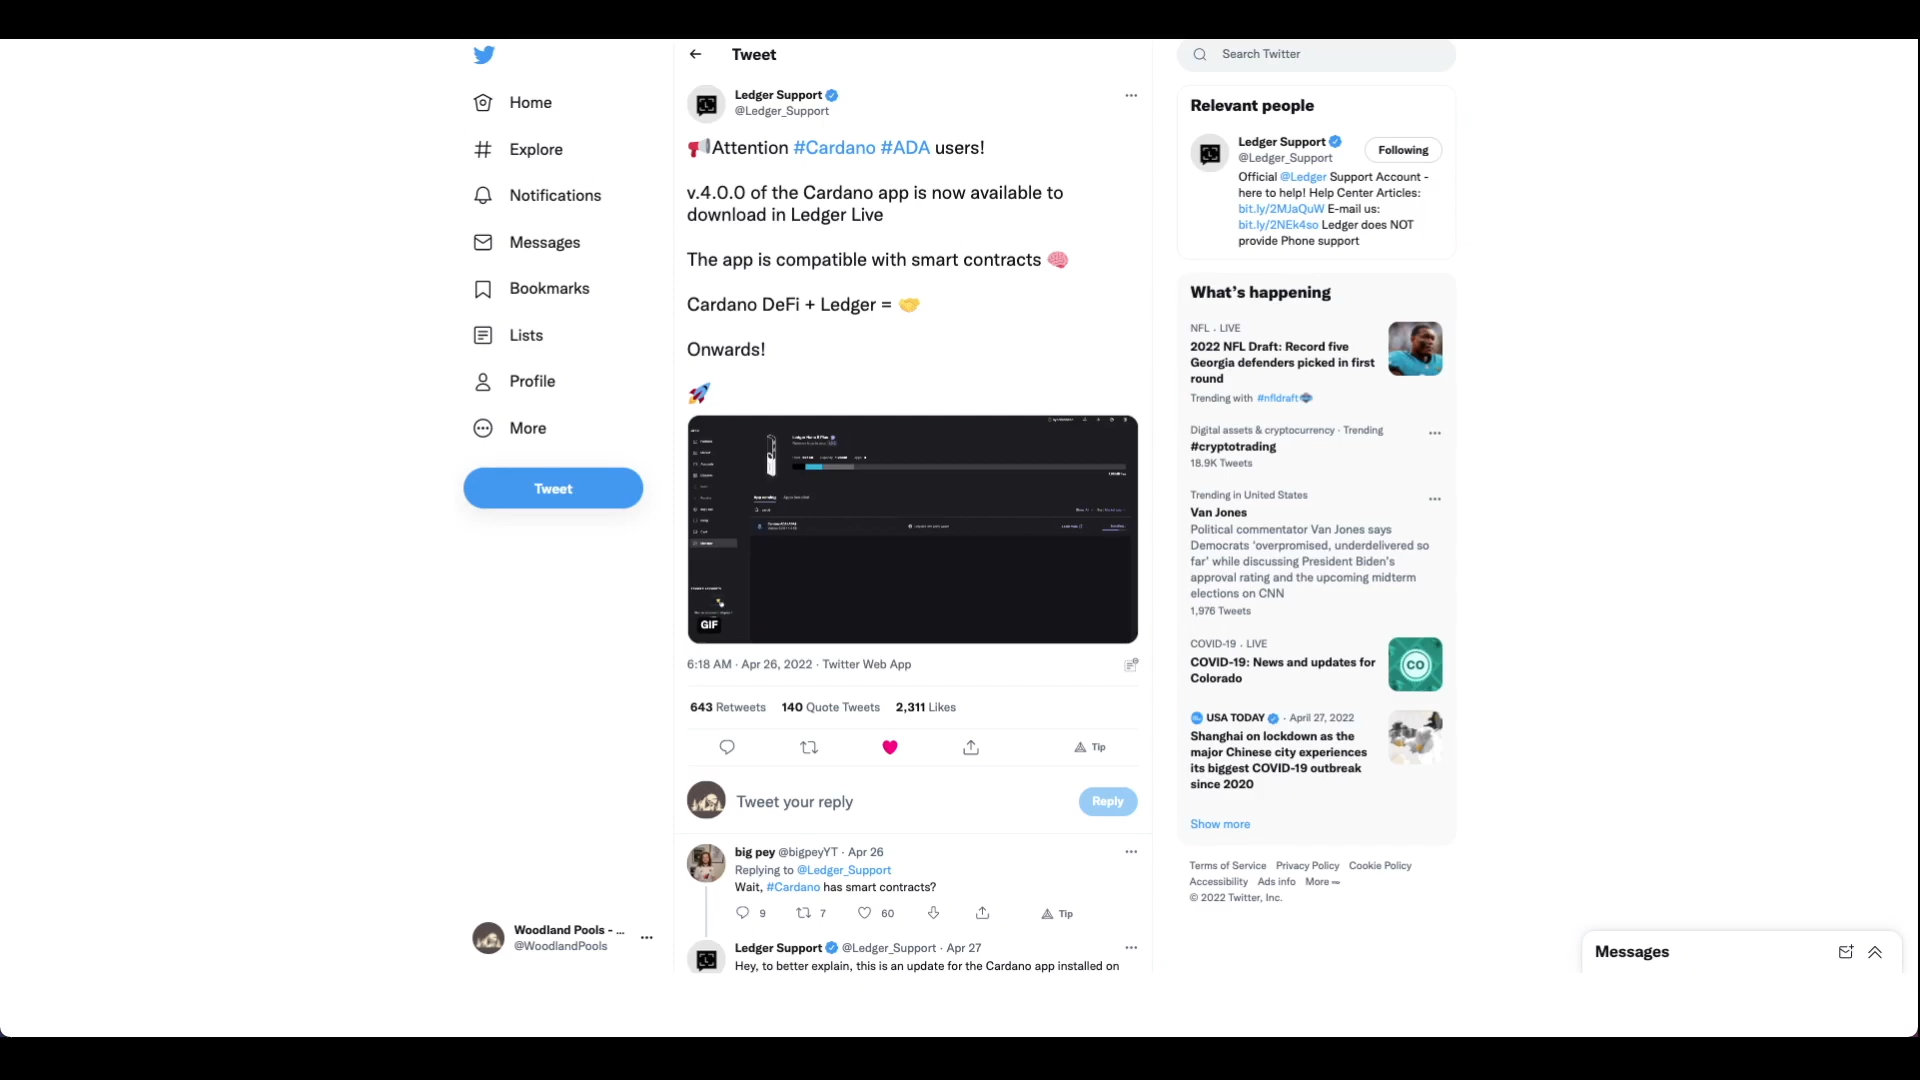 Home
Explore
Notifications
Messages
Bookmarks
Lists
Profile
More
Tweet
Woodland Pools - ...
@WoodlandPools
Tweet
Ledger Support
@Ledger_Support
Attention #Cardano #ADA users!
v.4.0.0 of the Cardano app is now available to
download in Ledger Live
The app is compatible with smart contracts 🧠
Cardano DeFi + Ledger = 🤝
Onwards!
🚀
GIF
6:18 AM · Apr 26, 2022 · Twitter Web App
643 Retweets 140 Quote Tweets 2,311 Likes
Tip
Tweet your reply
Reply
big pey @bigpeyYT · Apr 26
Replying to @Ledger_Support
Wait, #Cardano has smart contracts?
9 7 60 Tip
Ledger Support @Ledger_Support · Apr 27
Hey, to better explain, this is an update for the Cardano app installed on
Search Twitter
Relevant people
Ledger Support
@Ledger_Support
Following
Official @Ledger Support Account -
here to help! Help Center Articles:
bit.ly/2MJaQuW E-mail us:
bit.ly/2NEk4so Ledger does NOT
provide Phone support
What's happening
NFL · LIVE
2022 NFL Draft: Record five
Georgia defenders picked in first
round
Trending with #nfldraft
Digital assets & cryptocurrency · Trending
#cryptotrading
18.9K Tweets
Trending in United States
Van Jones
Political commentator Van Jones says
Democrats 'overpromised, underdelivered so
far' while discussing President Biden's
approval rating and the upcoming midterm
elections on CNN
1,976 Tweets
COVID-19 · LIVE
COVID-19: News and updates for
Colorado
CO
USA TODAY · April 27, 2022
Shanghai on lockdown as the
major Chinese city experiences
its biggest COVID-19 outbreak
since 2020
Show more
Terms of Service Privacy Policy Cookie Policy
Accessibility Ads info More ···
© 2022 Twitter, Inc.
Messages